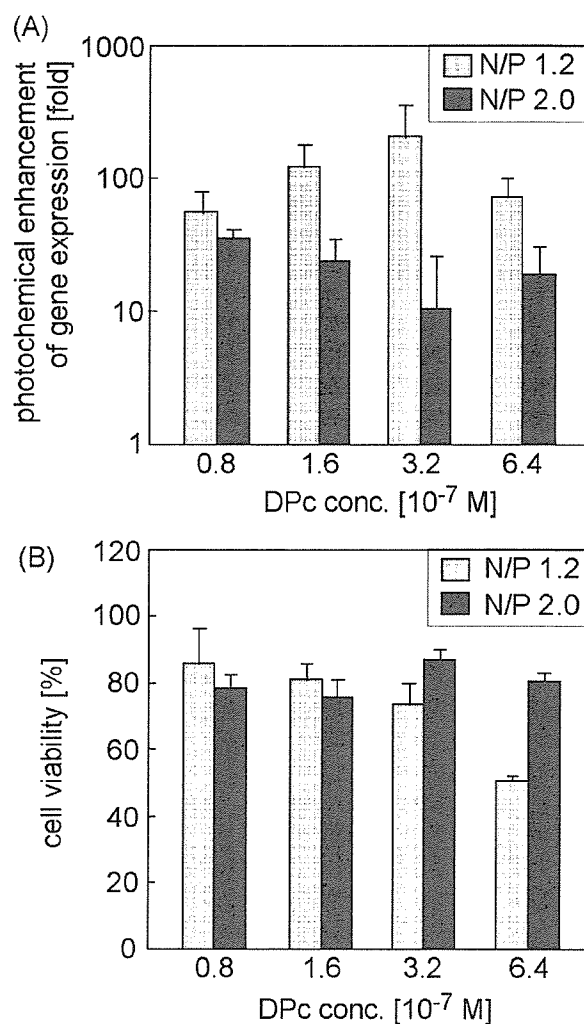 (A)
photochemical enhancement
of gene expression [fold]
1000
100
10
1
N/P 1.2
N/P 2.0
0.8 1.6 3.2 6.4
DPc conc. [10⁻⁷ M]
(B)
cell viability [%]
120
100
80
60
40
20
0
N/P 1.2
N/P 2.0
0.8 1.6 3.2 6.4
DPc conc. [10⁻⁷ M]